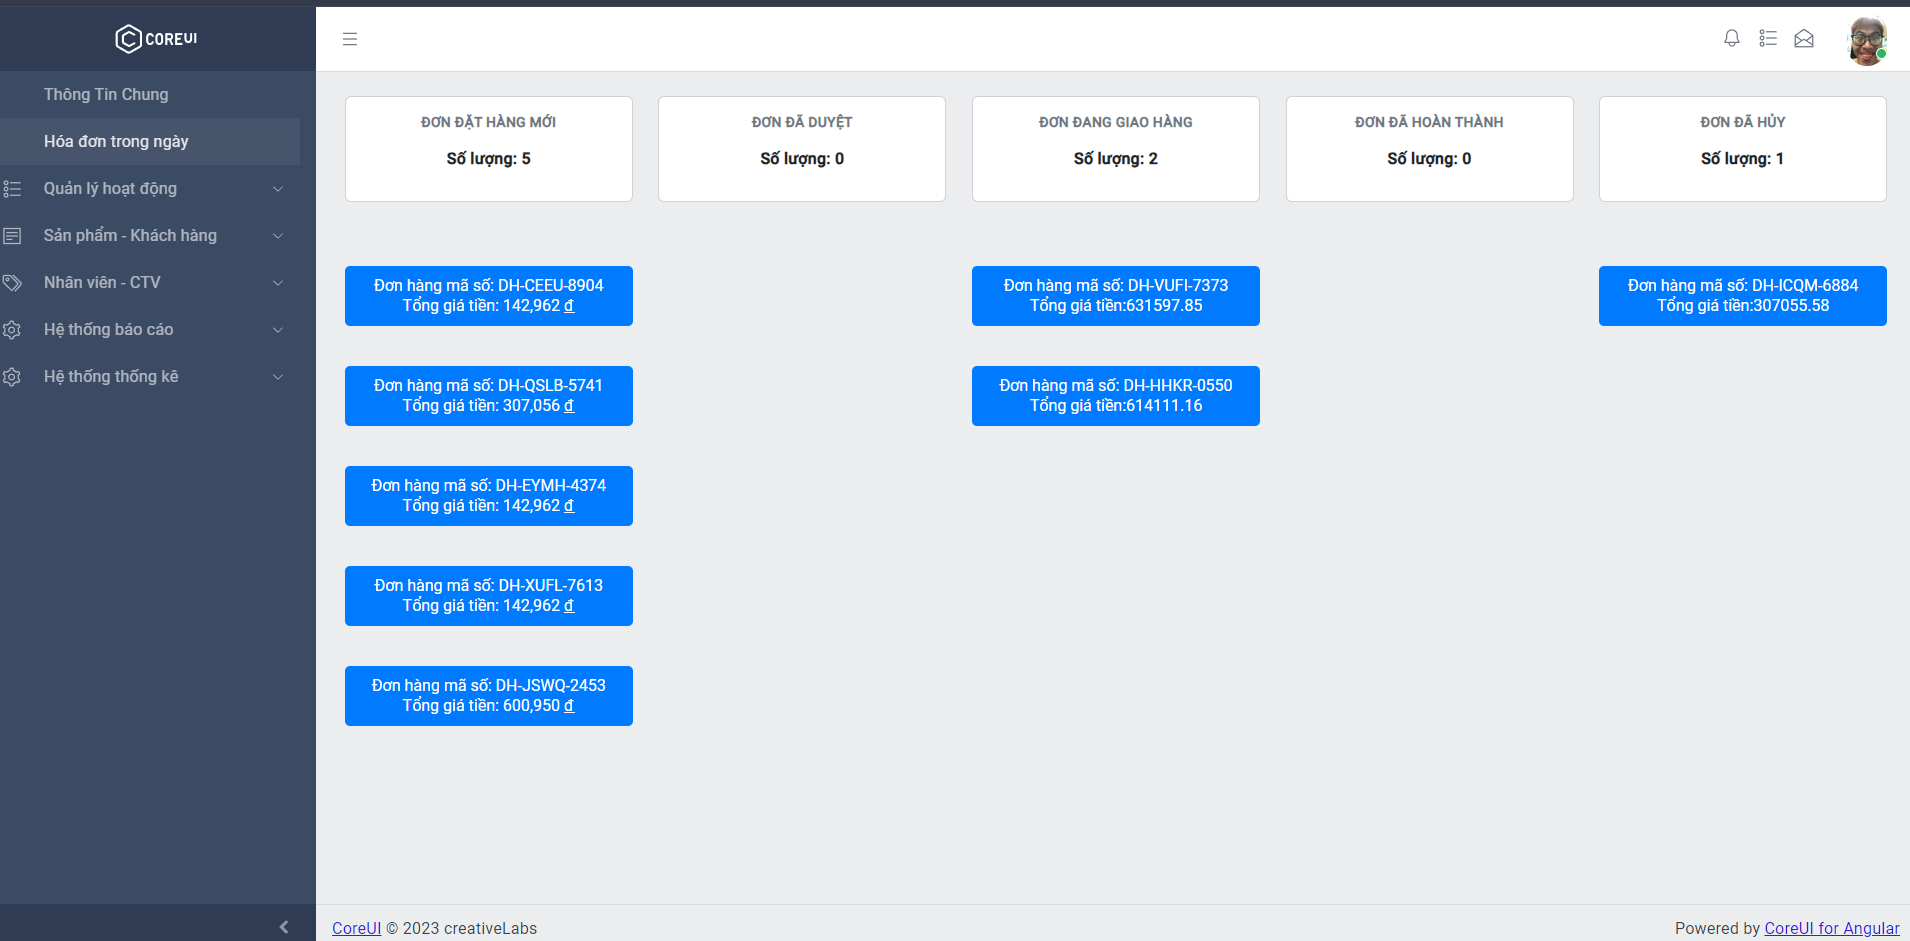 COREUI
Thông Tin Chung
Hóa đơn trong ngày
Quản lý hoạt động
Sản phẩm - Khách hàng
Nhân viên - CTV
Hệ thống báo cáo
Hệ thống thống kê
ĐƠN ĐẶT HÀNG MỚI
Số lượng: 5
ĐƠN ĐÃ DUYỆT
Số lượng: 0
ĐƠN ĐANG GIAO HÀNG
Số lượng: 2
ĐƠN ĐÃ HOÀN THÀNH
Số lượng: 0
ĐƠN ĐÃ HỦY
Số lượng: 1
Đơn hàng mã số: DH-CEEU-8904
Tổng giá tiền: 142,962 ₫
Đơn hàng mã số: DH-QSLB-5741
Tổng giá tiền: 307,056 ₫
Đơn hàng mã số: DH-EYMH-4374
Tổng giá tiền: 142,962 ₫
Đơn hàng mã số: DH-XUFL-7613
Tổng giá tiền: 142,962 ₫
Đơn hàng mã số: DH-JSWQ-2453
Tổng giá tiền: 600,950 ₫
Đơn hàng mã số: DH-VUFI-7373
Tổng giá tiền:631597.85
Đơn hàng mã số: DH-HHKR-0550
Tổng giá tiền:614111.16
Đơn hàng mã số: DH-ICQM-6884
Tổng giá tiền:307055.58
CoreUI © 2023 creativeLabs
Powered by CoreUI for Angular